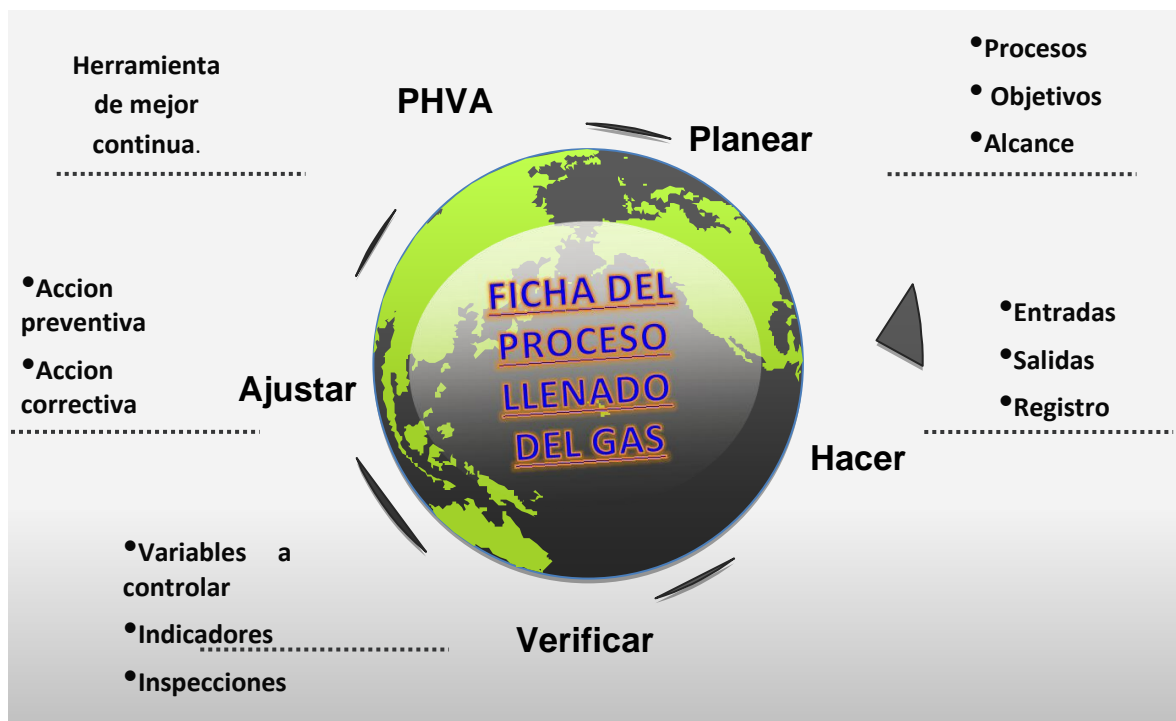 Herramienta
de mejor
continua.
PHVA
Planear
•Procesos
• Objetivos
•Alcance
FICHA DEL
PROCESO
LLENADO
DEL GAS
•Accion
preventiva
•Accion
correctiva
Ajustar
•Entradas
•Salidas
•Registro
Hacer
•Variables a
controlar
•Indicadores
•Inspecciones
Verificar